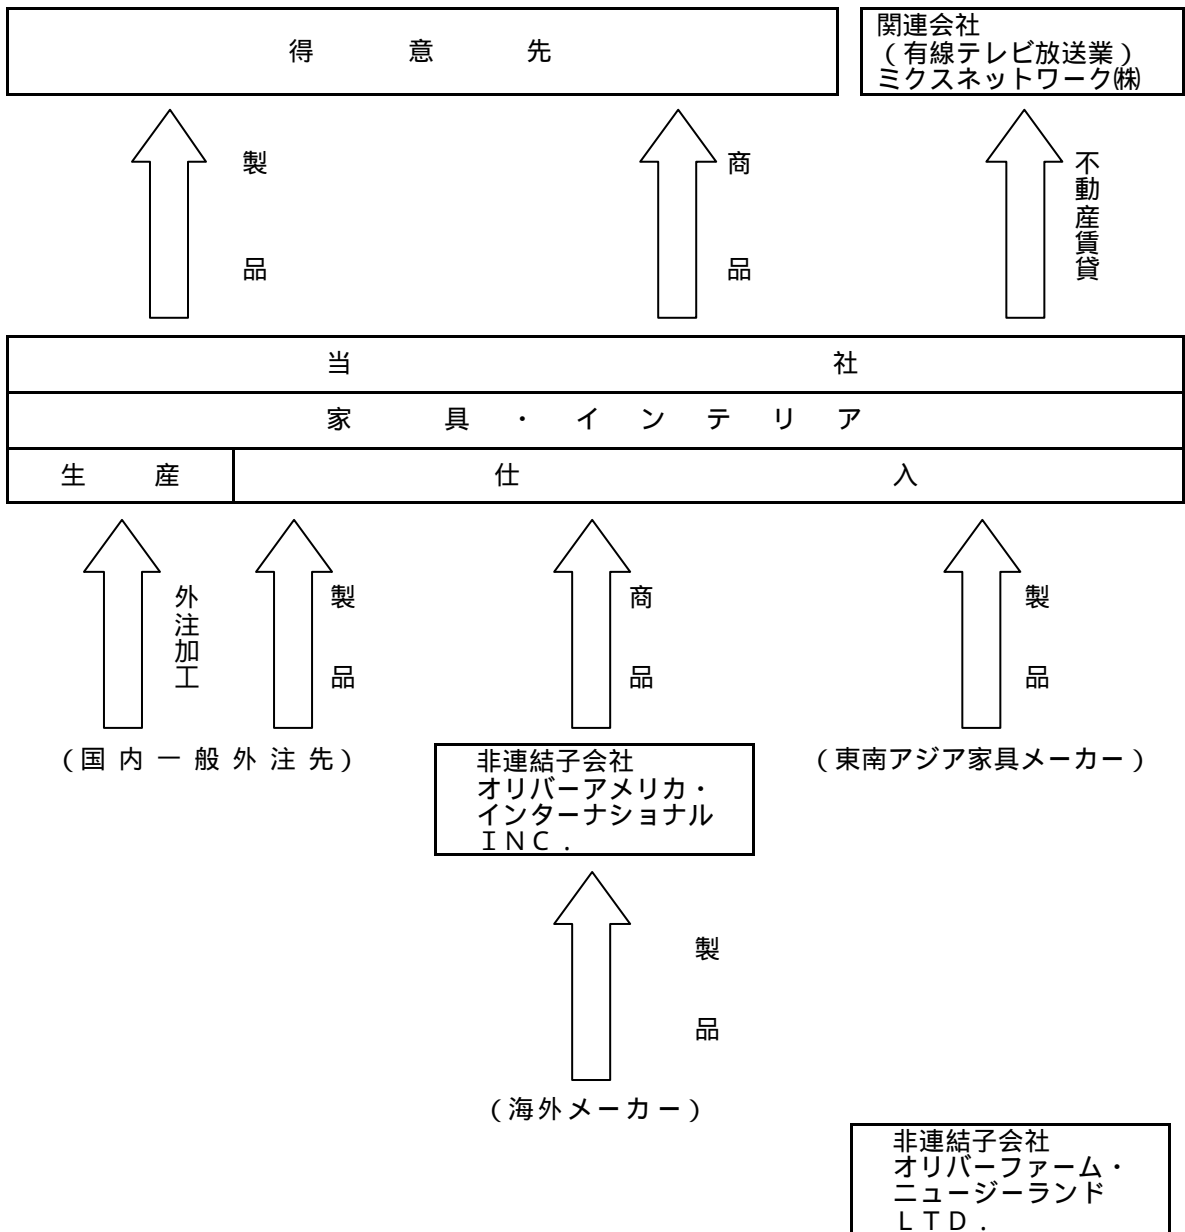 得意先
関連会社
（有線テレビ放送業）
ミクスネットワーク㈱
製品
商品
不動産賃貸
当社
家具・インテリア
生産
仕入
外注加工
製品
商品
製品
（国内一般外注先）
非連結子会社
オリバーアメリカ・
インターナショナル
ＩＮＣ．
（東南アジア家具メーカー）
製品
（海外メーカー）
非連結子会社
オリバーファーム・
ニュージーランド
ＬＴＤ．